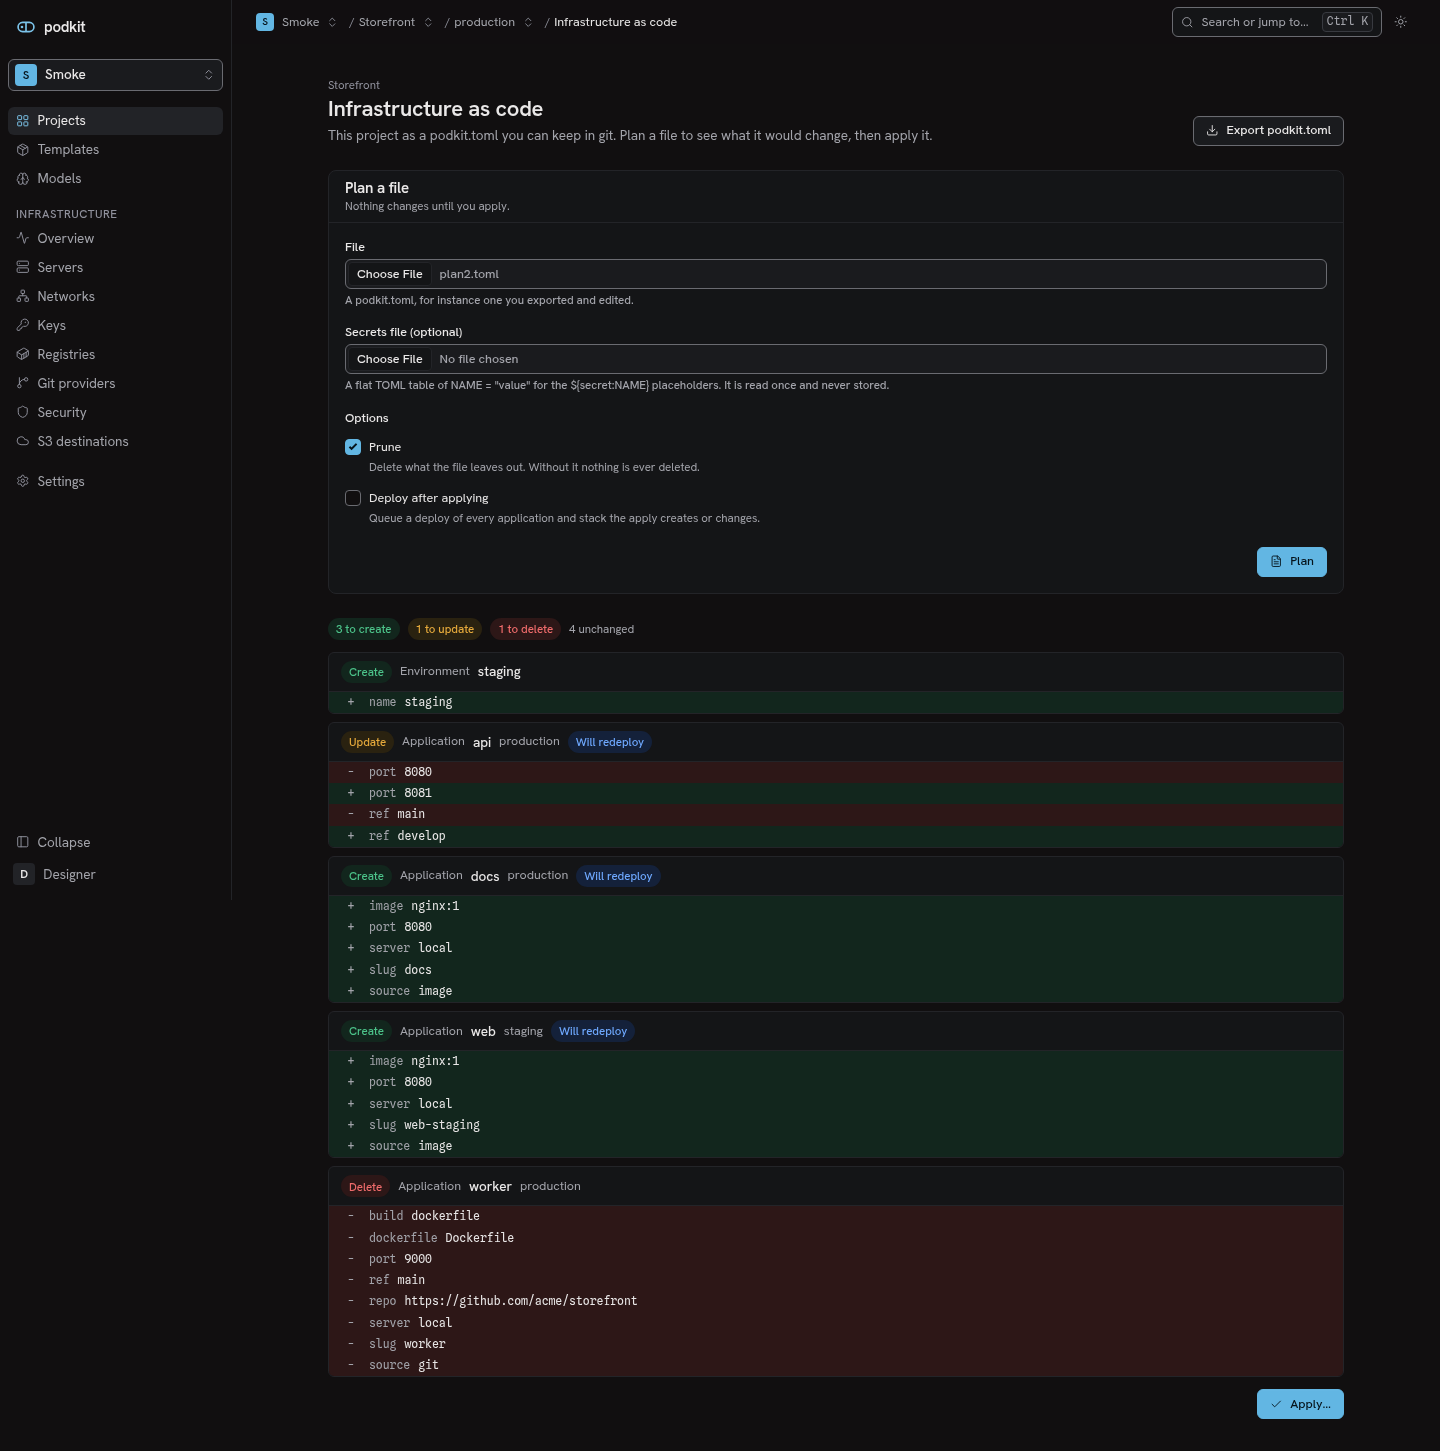 podkit
S Smoke
Projects
Templates
Models
INFRASTRUCTURE
Overview
Servers
Networks
Keys
Registries
Git providers
Security
S3 destinations
Settings
Collapse
D Designer
S Smoke / Storefront / production / Infrastructure as code
Search or jump to... Ctrl K
Storefront
Infrastructure as code
This project as a podkit.toml you can keep in git. Plan a file to see what it would change, then apply it.
Export podkit.toml
Plan a file
Nothing changes until you apply.
File
Choose File plan2.toml
A podkit.toml, for instance one you exported and edited.
Secrets file (optional)
Choose File No file chosen
A flat TOML table of NAME = "value" for the ${secret:NAME} placeholders. It is read once and never stored.
Options
Prune
Delete what the file leaves out. Without it nothing is ever deleted.
Deploy after applying
Queue a deploy of every application and stack the apply creates or changes.
Plan
3 to create 1 to update 1 to delete 4 unchanged
Create Environment staging
+ name staging
Update Application api production Will redeploy
- port 8080
+ port 8081
- ref main
+ ref develop
Create Application docs production Will redeploy
+ image nginx:1
+ port 8080
+ server local
+ slug docs
+ source image
Create Application web staging Will redeploy
+ image nginx:1
+ port 8080
+ server local
+ slug web-staging
+ source image
Delete Application worker production
- build dockerfile
- dockerfile Dockerfile
- port 9000
- ref main
- repo https://github.com/acme/storefront
- server local
- slug worker
- source git
Apply...